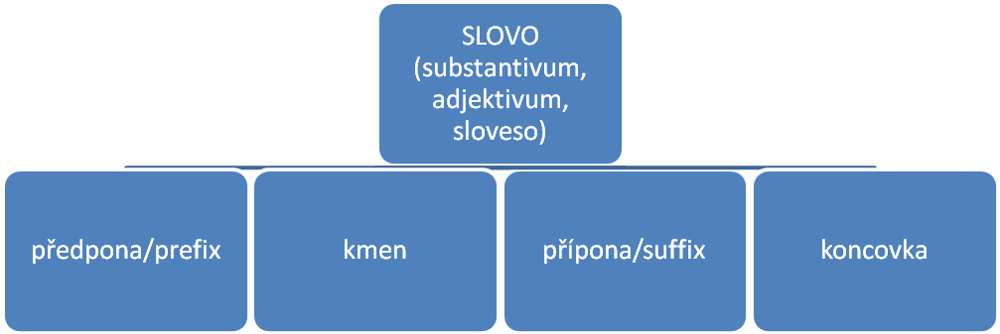 SLOVO
(substantivum,
adjektivum,
sloveso)
předpona/prefix
kmen
přípona/suffix
koncovka